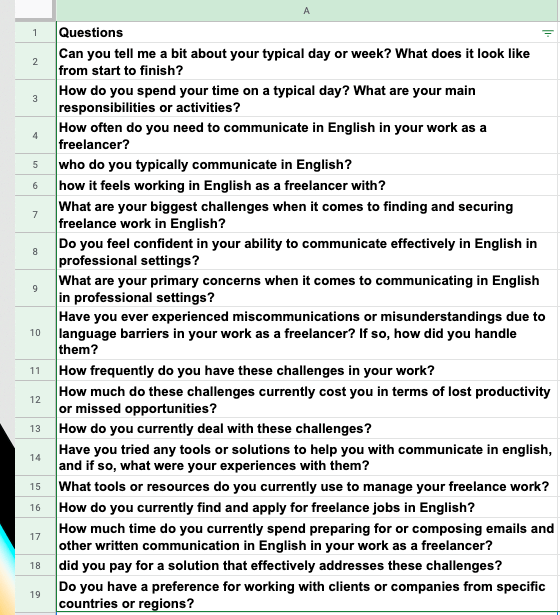 A
1 Questions
2 Can you tell me a bit about your typical day or week? What does it look like
from start to finish?
3 How do you spend your time on a typical day? What are your main
responsibilities or activities?
4 How often do you need to communicate in English in your work as a
freelancer?
5 who do you typically communicate in English?
6 how it feels working in English as a freelancer with?
7 What are your biggest challenges when it comes to finding and securing
freelance work in English?
8 Do you feel confident in your ability to communicate effectively in English in
professional settings?
9 What are your primary concerns when it comes to communicating in English
in professional settings?
10 Have you ever experienced miscommunications or misunderstandings due to
language barriers in your work as a freelancer? If so, how did you handle
them?
11 How frequently do you have these challenges in your work?
12 How much do these challenges currently cost you in terms of lost productivity
or missed opportunities?
13 How do you currently deal with these challenges?
14 Have you tried any tools or solutions to help you with communicate in english,
and if so, what were your experiences with them?
15 What tools or resources do you currently use to manage your freelance work?
16 How do you currently find and apply for freelance jobs in English?
17 How much time do you currently spend preparing for or composing emails and
other written communication in English in your work as a freelancer?
18 did you pay for a solution that effectively addresses these challenges?
19 Do you have a preference for working with clients or companies from specific
countries or regions?